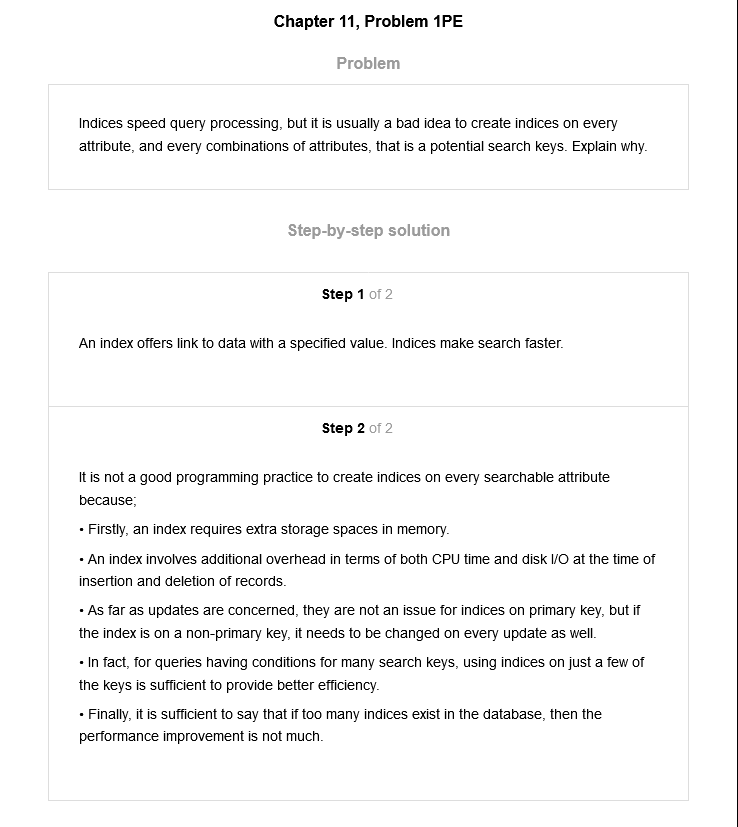 Chapter 11, Problem 1PE
Problem
Indices speed query processing, but it is usually a bad idea to create indices on every
attribute, and every combinations of attributes, that is a potential search keys. Explain why.
Step-by-step solution
Step 1 of 2
An index offers link to data with a specified value. Indices make search faster.
Step 2 of 2
It is not a good programming practice to create indices on every searchable attribute
because;
• Firstly, an index requires extra storage spaces in memory.
• An index involves additional overhead in terms of both CPU time and disk I/O at the time of
insertion and deletion of records.
• As far as updates are concerned, they are not an issue for indices on primary key, but if
the index is on a non-primary key, it needs to be changed on every update as well.
• In fact, for queries having conditions for many search keys, using indices on just a few of
the keys is sufficient to provide better efficiency.
• Finally, it is sufficient to say that if too many indices exist in the database, then the
performance improvement is not much.